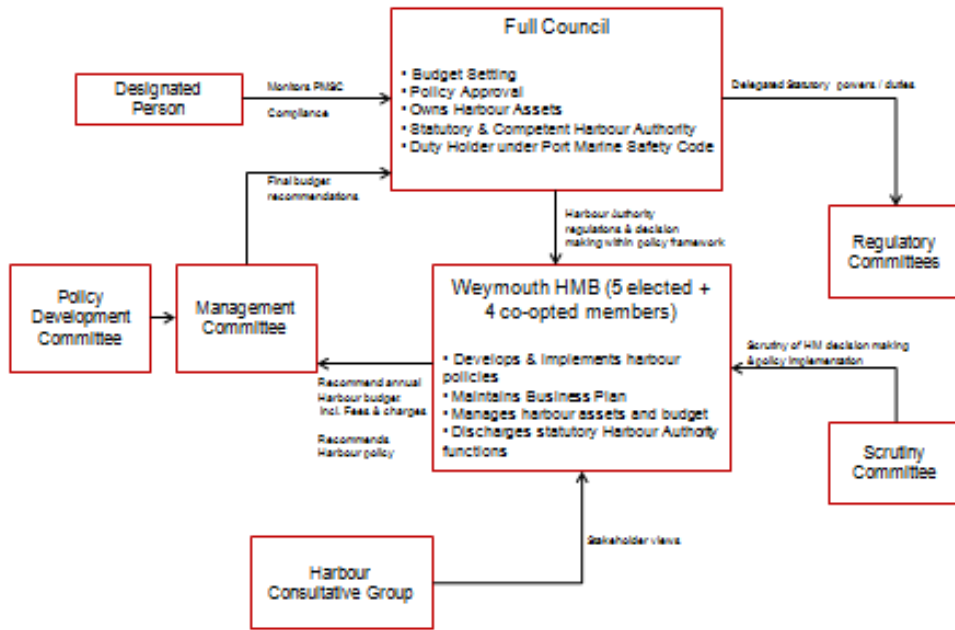 Full Council
• Budget Setting
• Policy Approval
• Owns Harbour Assets
• Statutory & Competent Harbour Authority
• Duty Holder under Port Marine Safety Code
Designated
Person
Monitors PMSC
Compliance
Delegated Statutory powers / duties
Final budget
recommendations
Harbour Authority
regulations & decision
making within policy framework
Regulatory
Committees
Policy
Development
Committee
Management
Committee
Weymouth HMB (5 elected +
4 co-opted members)
• Develops & Implements harbour
policies
• Maintains Business Plan
• Manages harbour assets and budget
• Discharges statutory Harbour Authority
functions
Recommend annual
Harbour budget
Incl. Fees & charges
Recommends
Harbour policy
Scrutiny of HM decision making
& policy implementation
Scrutiny
Committee
Stakeholder views
Harbour
Consultative Group